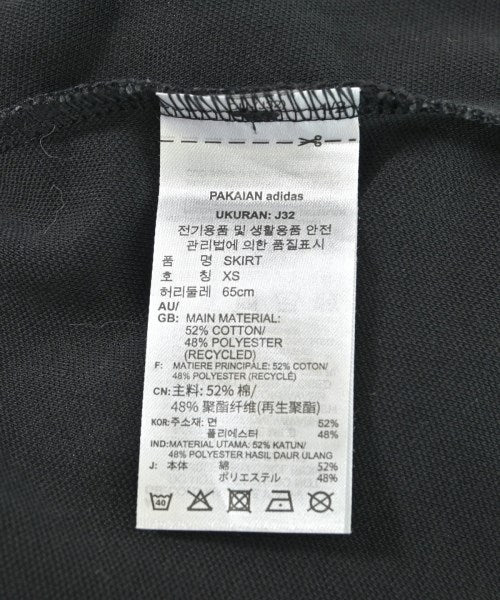 PAKAIAN adidas
UKURAN: J32
전기용품 및 생활용품 안전
관리법에 의한 품질표시
품 명 SKIRT
호 칭 XS
허리둘레 65cm
AU/
GB: MAIN MATERIAL:
52% COTTON/
48% POLYESTER
(RECYCLED)
F: MATIERE PRINCIPALE: 52% COTON/
48% POLYESTER (RECYCLÉ)
CN: 主料: 52% 棉/
48% 聚酯纤维(再生聚酯)
KOR: 주소재: 면 52%
폴리에스터 48%
IND: MATERIAL UTAMA: 52% KATUN/
48% POLYESTER HASIL DAUR ULANG
J: 本体 綿 52%
ポリエステル 48%
40